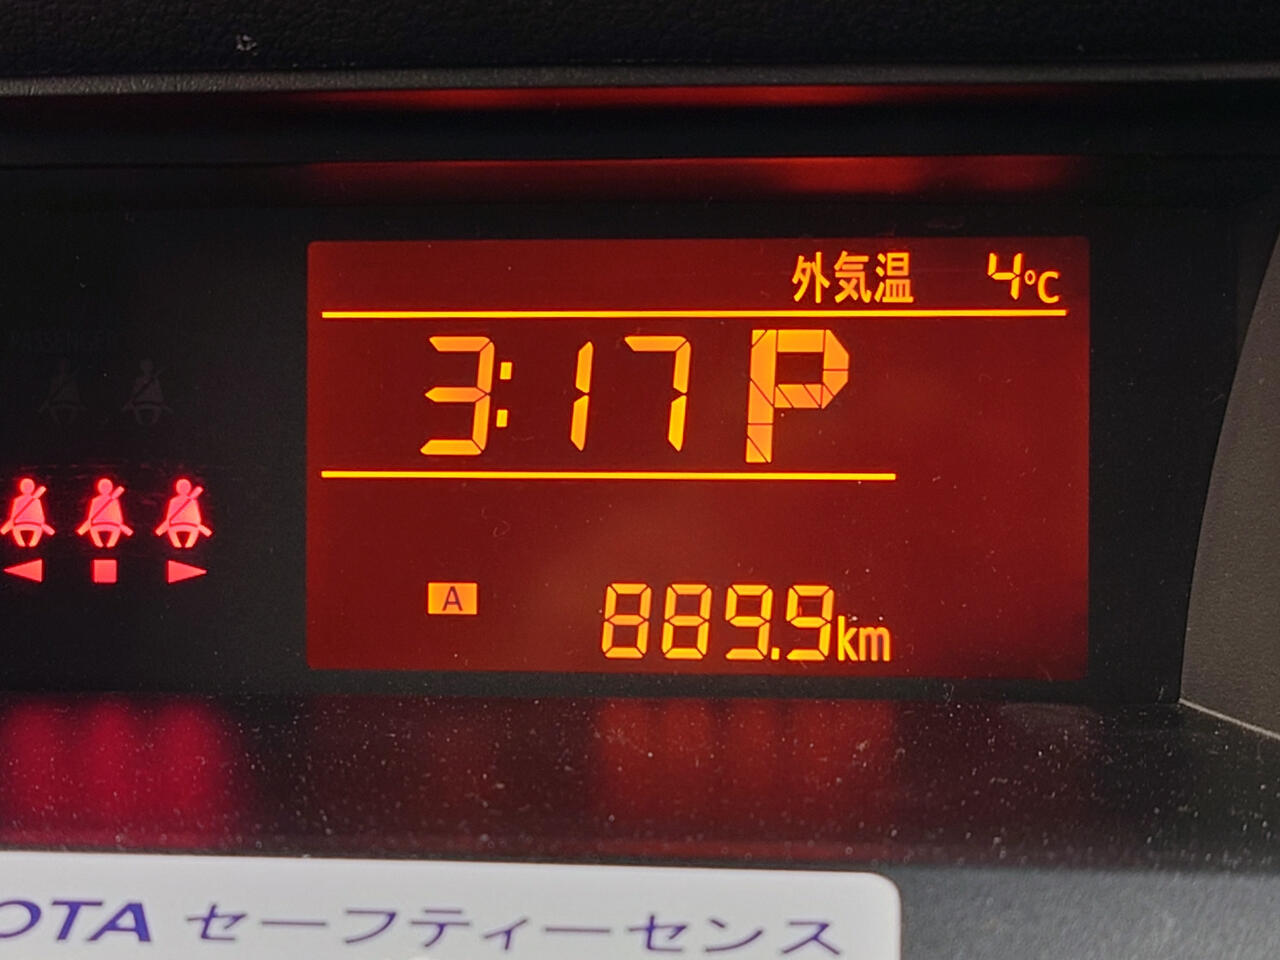 外気温 4°C
3:17 P
A 889.9km
OTA セーフティーセンス